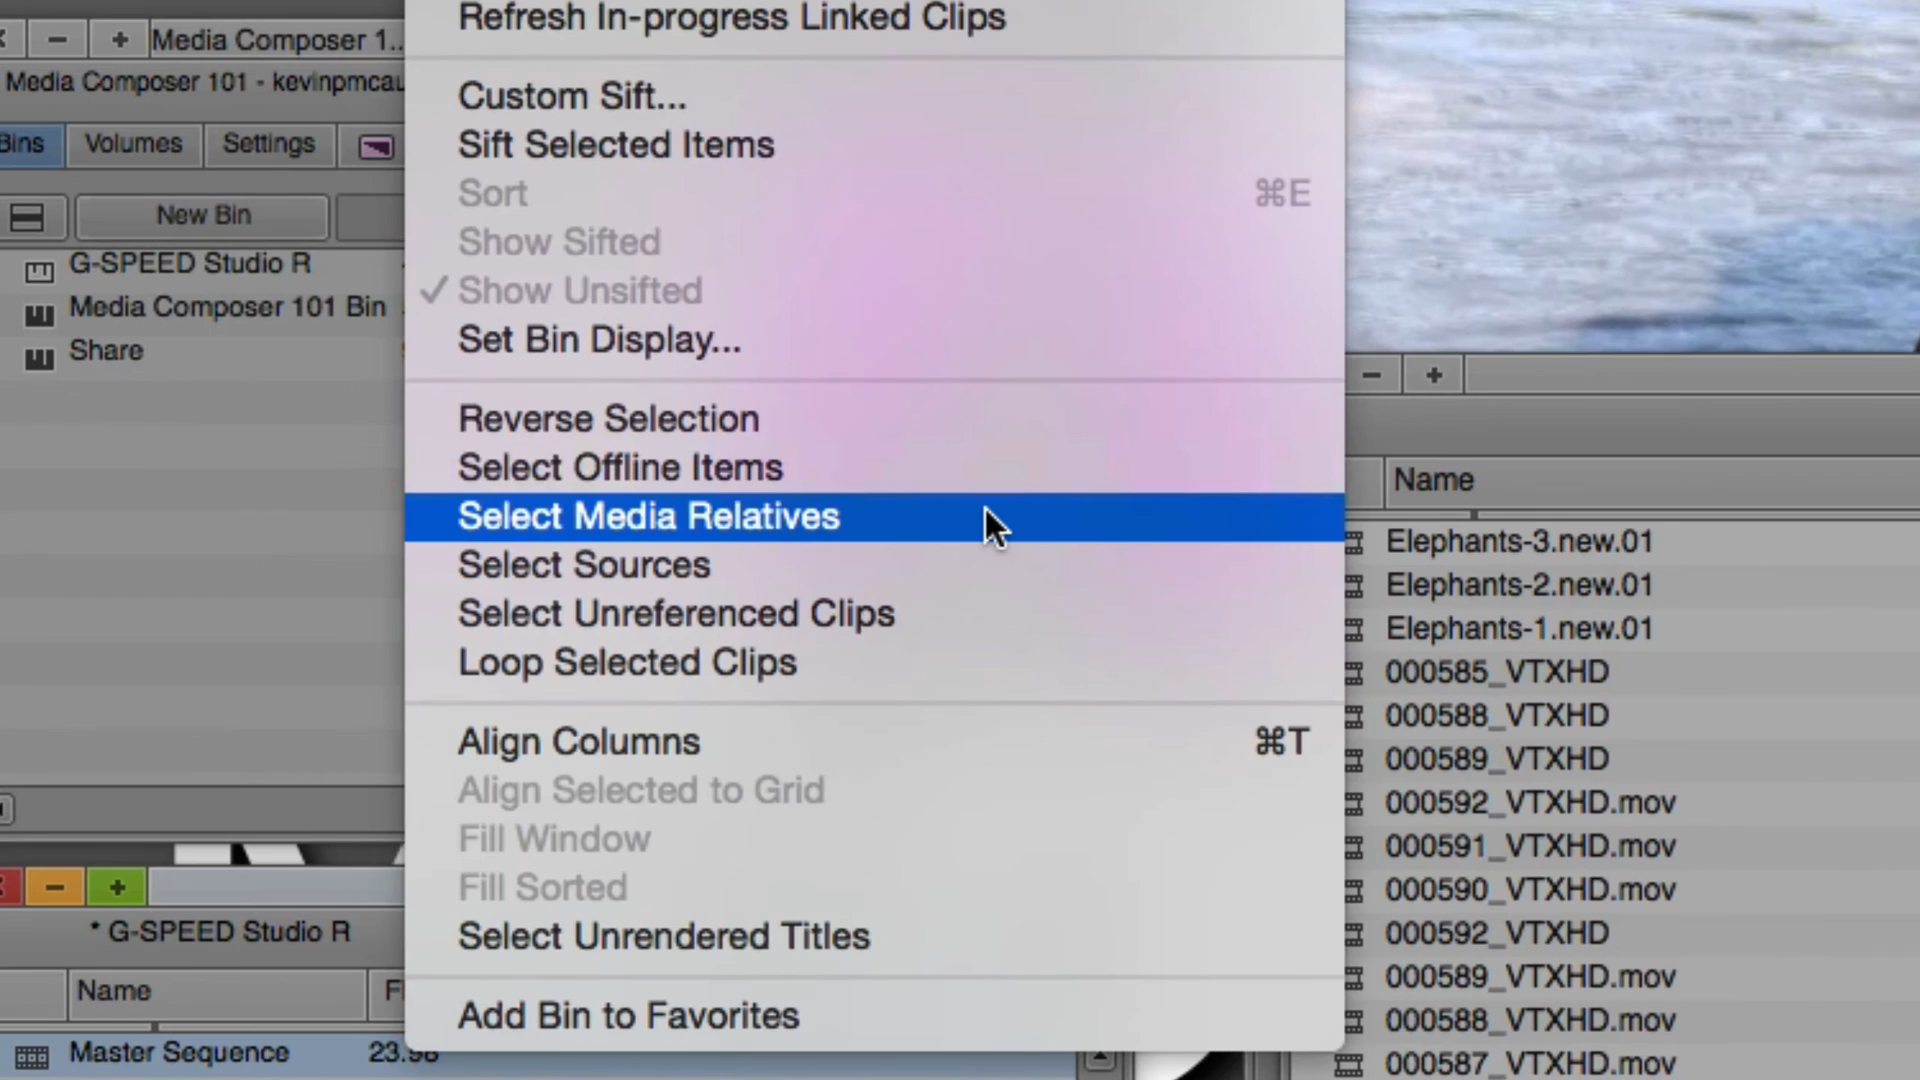 Media Composer 1...
Media Composer 101 - kevinpmcau
Bins
Volumes
Settings
New Bin
G-SPEED Studio R
Media Composer 101 Bin
Share
* G-SPEED Studio R
Name
Master Sequence
23.98
Refresh In-progress Linked Clips
Custom Sift...
Sift Selected Items
Sort ⌘E
Show Sifted
✓ Show Unsifted
Set Bin Display...
Reverse Selection
Select Offline Items
Select Media Relatives
Select Sources
Select Unreferenced Clips
Loop Selected Clips
Align Columns ⌘T
Align Selected to Grid
Fill Window
Fill Sorted
Select Unrendered Titles
Add Bin to Favorites
Name
Elephants-3.new.01
Elephants-2.new.01
Elephants-1.new.01
000585_VTXHD
000588_VTXHD
000589_VTXHD
000592_VTXHD.mov
000591_VTXHD.mov
000590_VTXHD.mov
000592_VTXHD
000589_VTXHD.mov
000588_VTXHD.mov
000587_VTXHD.mov